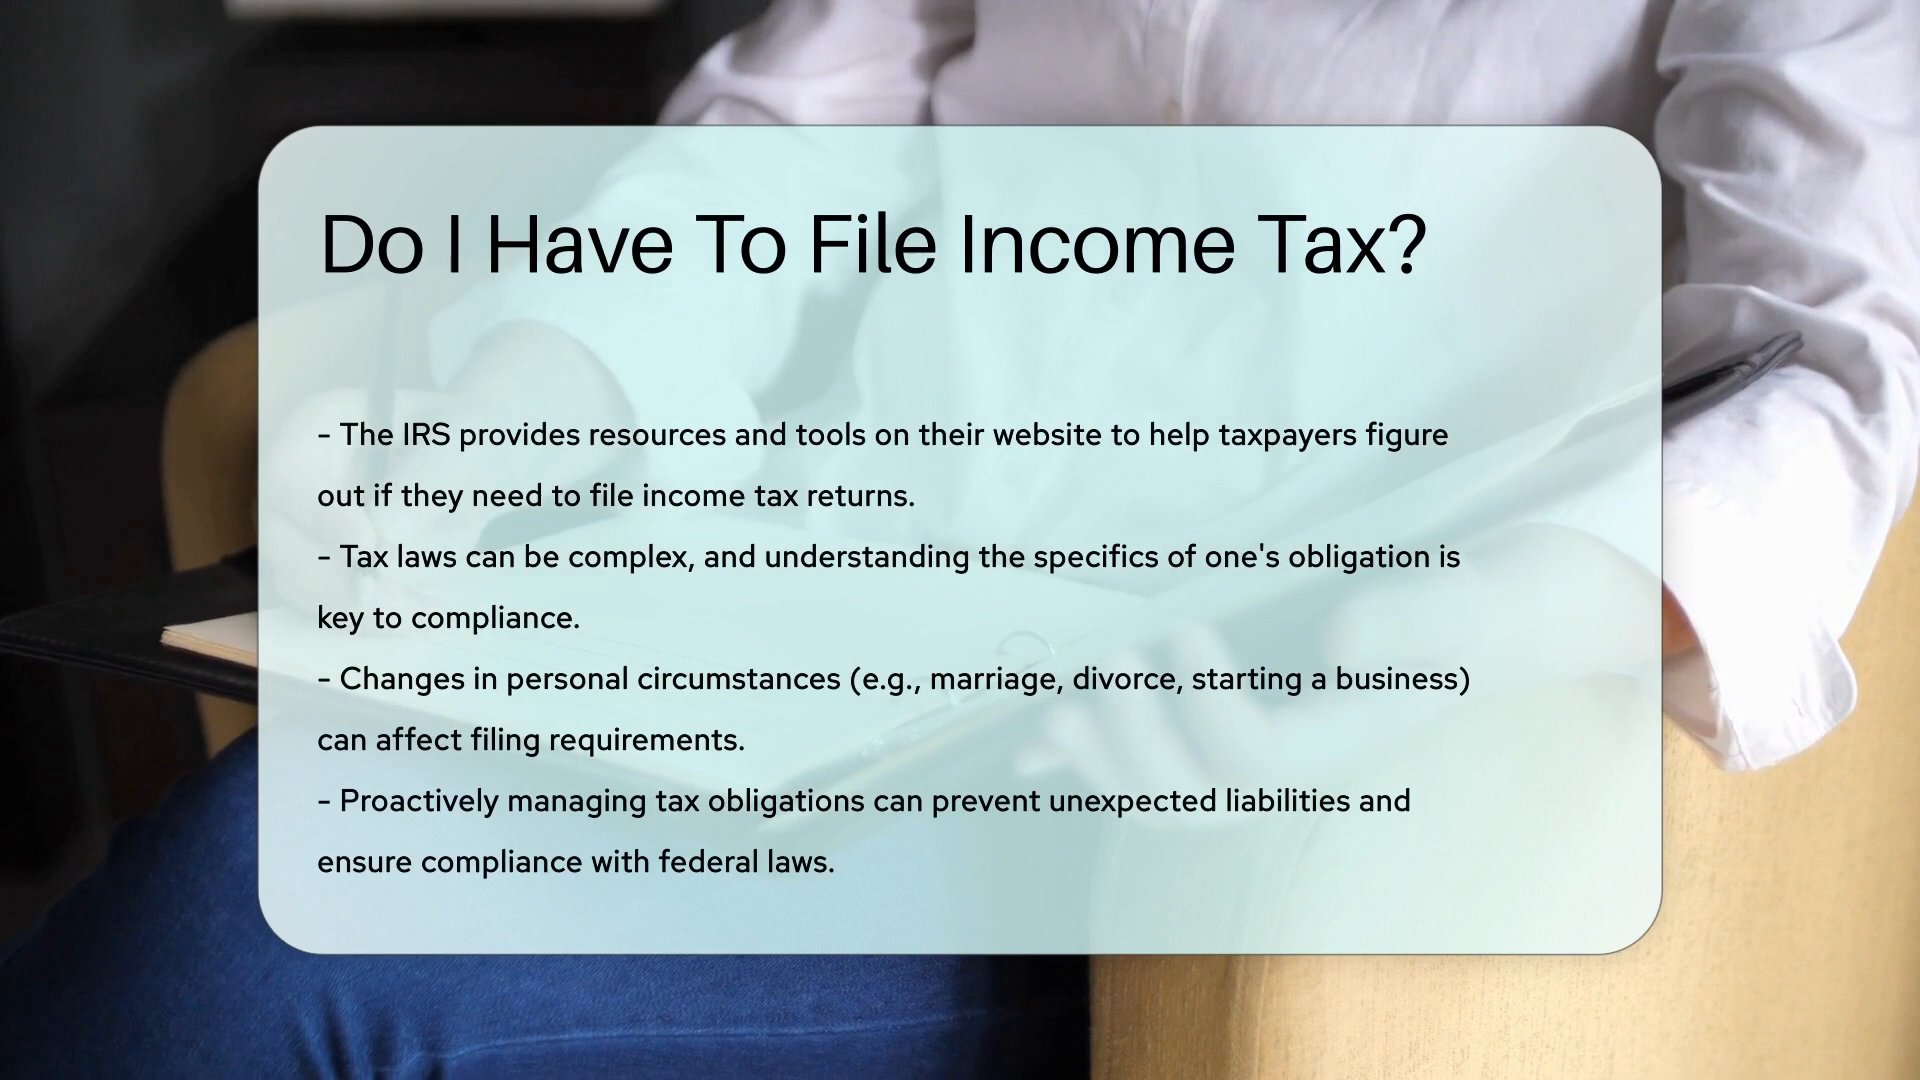 Do I Have To File Income Tax?
– The IRS provides resources and tools on their website to help taxpayers figure
out if they need to file income tax returns.
– Tax laws can be complex, and understanding the specifics of one's obligation is
key to compliance.
– Changes in personal circumstances (e.g., marriage, divorce, starting a business)
can affect filing requirements.
– Proactively managing tax obligations can prevent unexpected liabilities and
ensure compliance with federal laws.